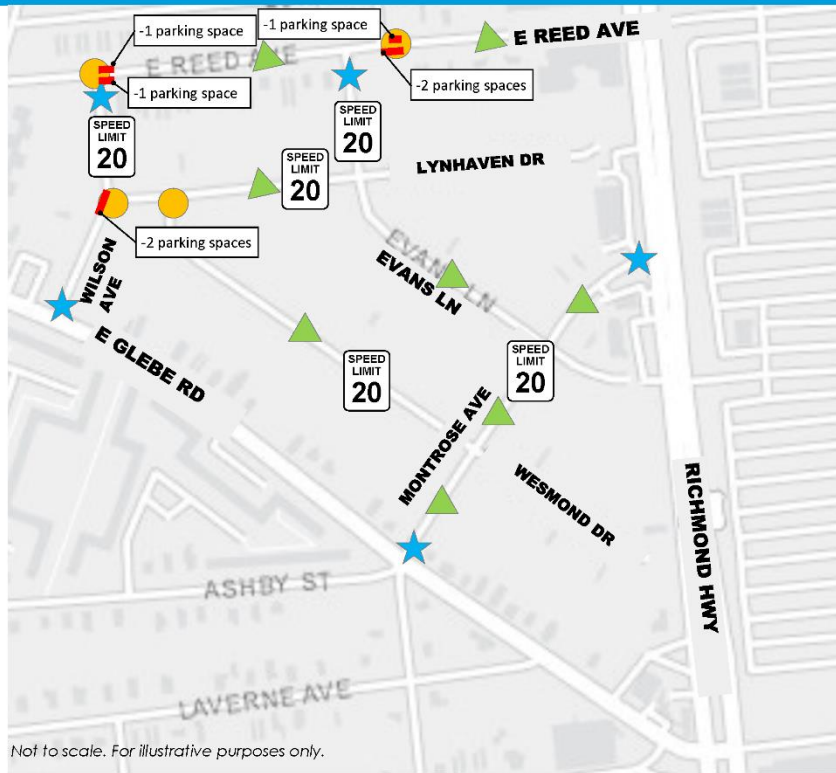 -1 parking space
-1 parking space
E REED AVE
E REED AVE
-2 parking spaces
-1 parking space
SPEED
LIMIT
20
SPEED
LIMIT
20
SPEED
LIMIT
20
LYNHAVEN DR
-2 parking spaces
WILSON
AVE
EVANS LN
EVANS LN
E GLEBE RD
SPEED
LIMIT
20
SPEED
LIMIT
20
MONTROSE AVE
WESMOND DR
RICHMOND HWY
ASHBY ST
LAVERNE AVE
Not to scale. For illustrative purposes only.